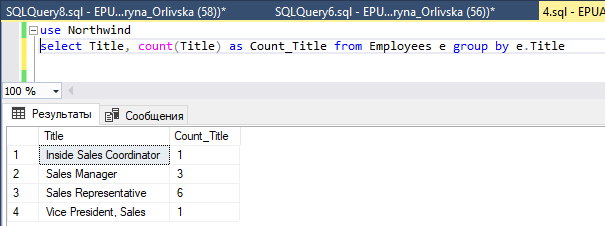 SQLQuery8.sql - EPU...ryna_Orlivska (58))* SQLQuery6.sql - EPU...ryna_Orlivska (56))* 4.sql - EPUA
use Northwind
select Title, count(Title) as Count_Title from Employees e group by e.Title
100 %
Результаты Сообщения
Title Count_Title
1 Inside Sales Coordinator 1
2 Sales Manager 3
3 Sales Representative 6
4 Vice President, Sales 1